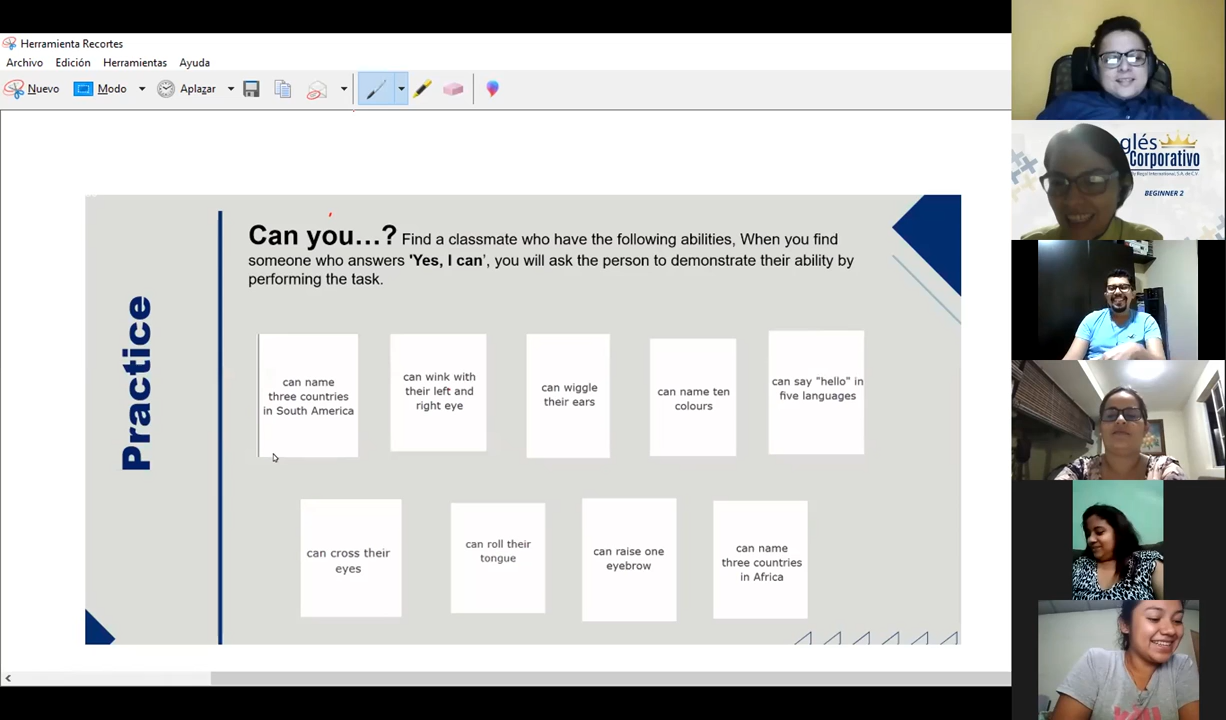 Herramienta Recortes
Archivo Edición Herramientas Ayuda
Nuevo Modo Aplazar
Practice
Can you...? Find a classmate who have the following abilities, When you find
someone who answers 'Yes, I can', you will ask the person to demonstrate their ability by
performing the task.
can name
three countries
in South America
can wink with
their left and
right eye
can wiggle
their ears
can name ten
colours
can say "hello" in
five languages
can cross their
eyes
can roll their
tongue
can raise one
eyebrow
can name
three countries
in Africa
glés
Corporativo
Regal International, S.A. de C.V.
BEGINNER 2